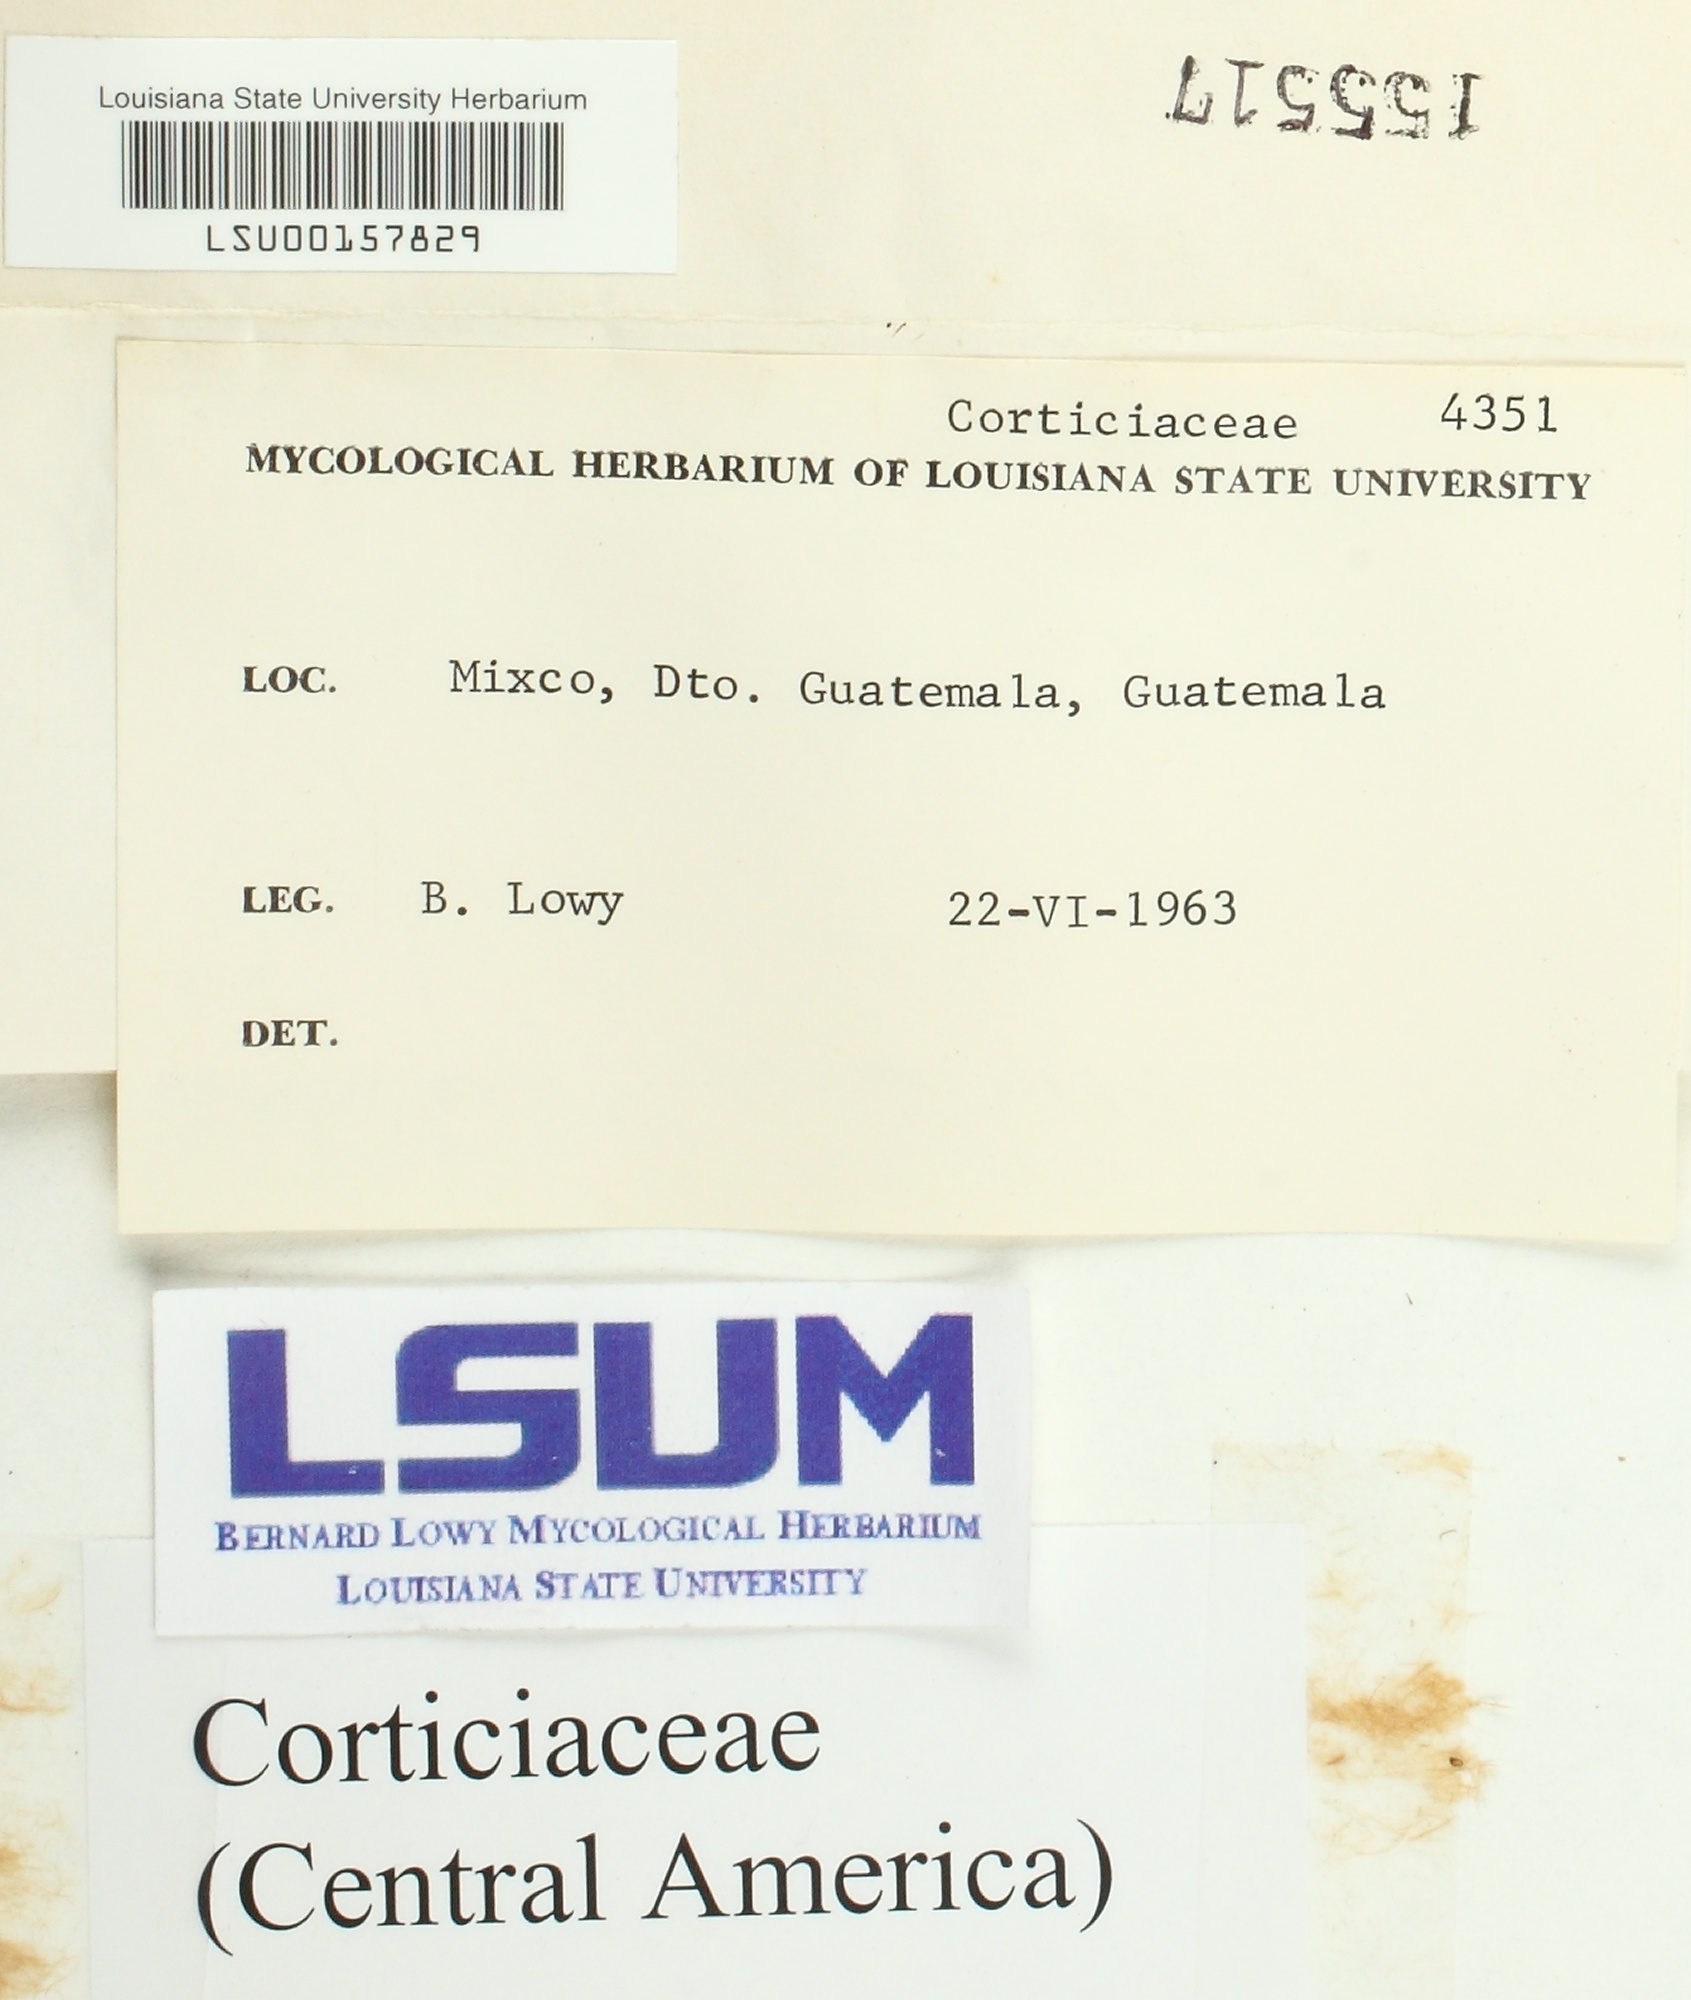 Louisiana State University Herbarium
LSU00157829
155517
Corticiaceae 4351
MYCOLOGICAL HERBARIUM OF LOUISIANA STATE UNIVERSITY
LOC. Mixco, Dto. Guatemala, Guatemala
LEG. B. Lowy 22-VI-1963
DET.
LSUM
BERNARD LOWY MYCOLOGICAL HERBARIUM
LOUISIANA STATE UNIVERSITY
Corticiaceae
(Central America)